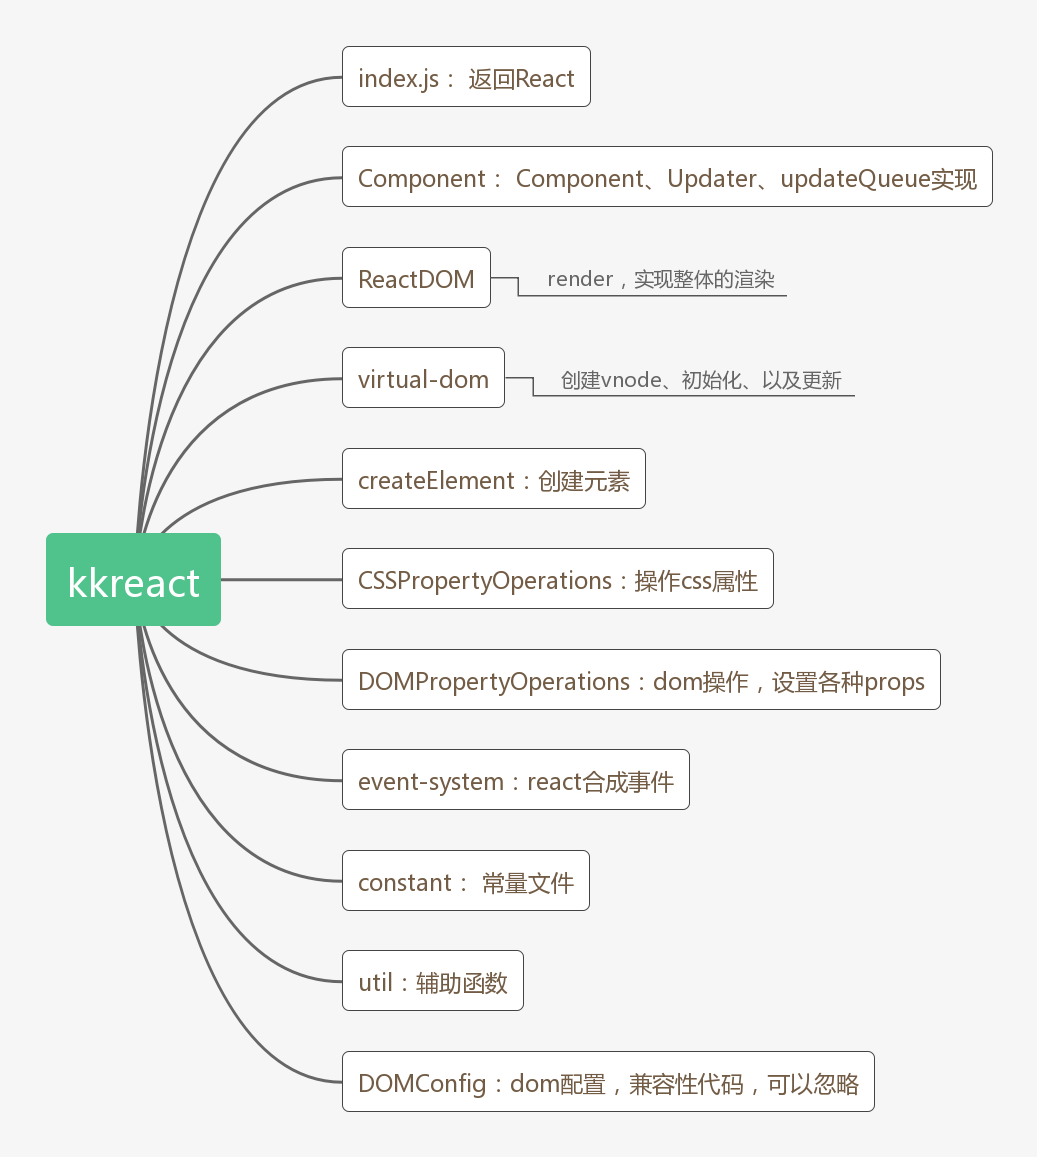 index.js： 返回React
Component： Component、Updater、updateQueue实现
ReactDOM
render，实现整体的渲染
virtual-dom
创建vnode、初始化、以及更新
createElement：创建元素
kkreact
CSSPropertyOperations：操作css属性
DOMPropertyOperations：dom操作，设置各种props
event-system：react合成事件
constant： 常量文件
util：辅助函数
DOMConfig：dom配置，兼容性代码，可以忽略